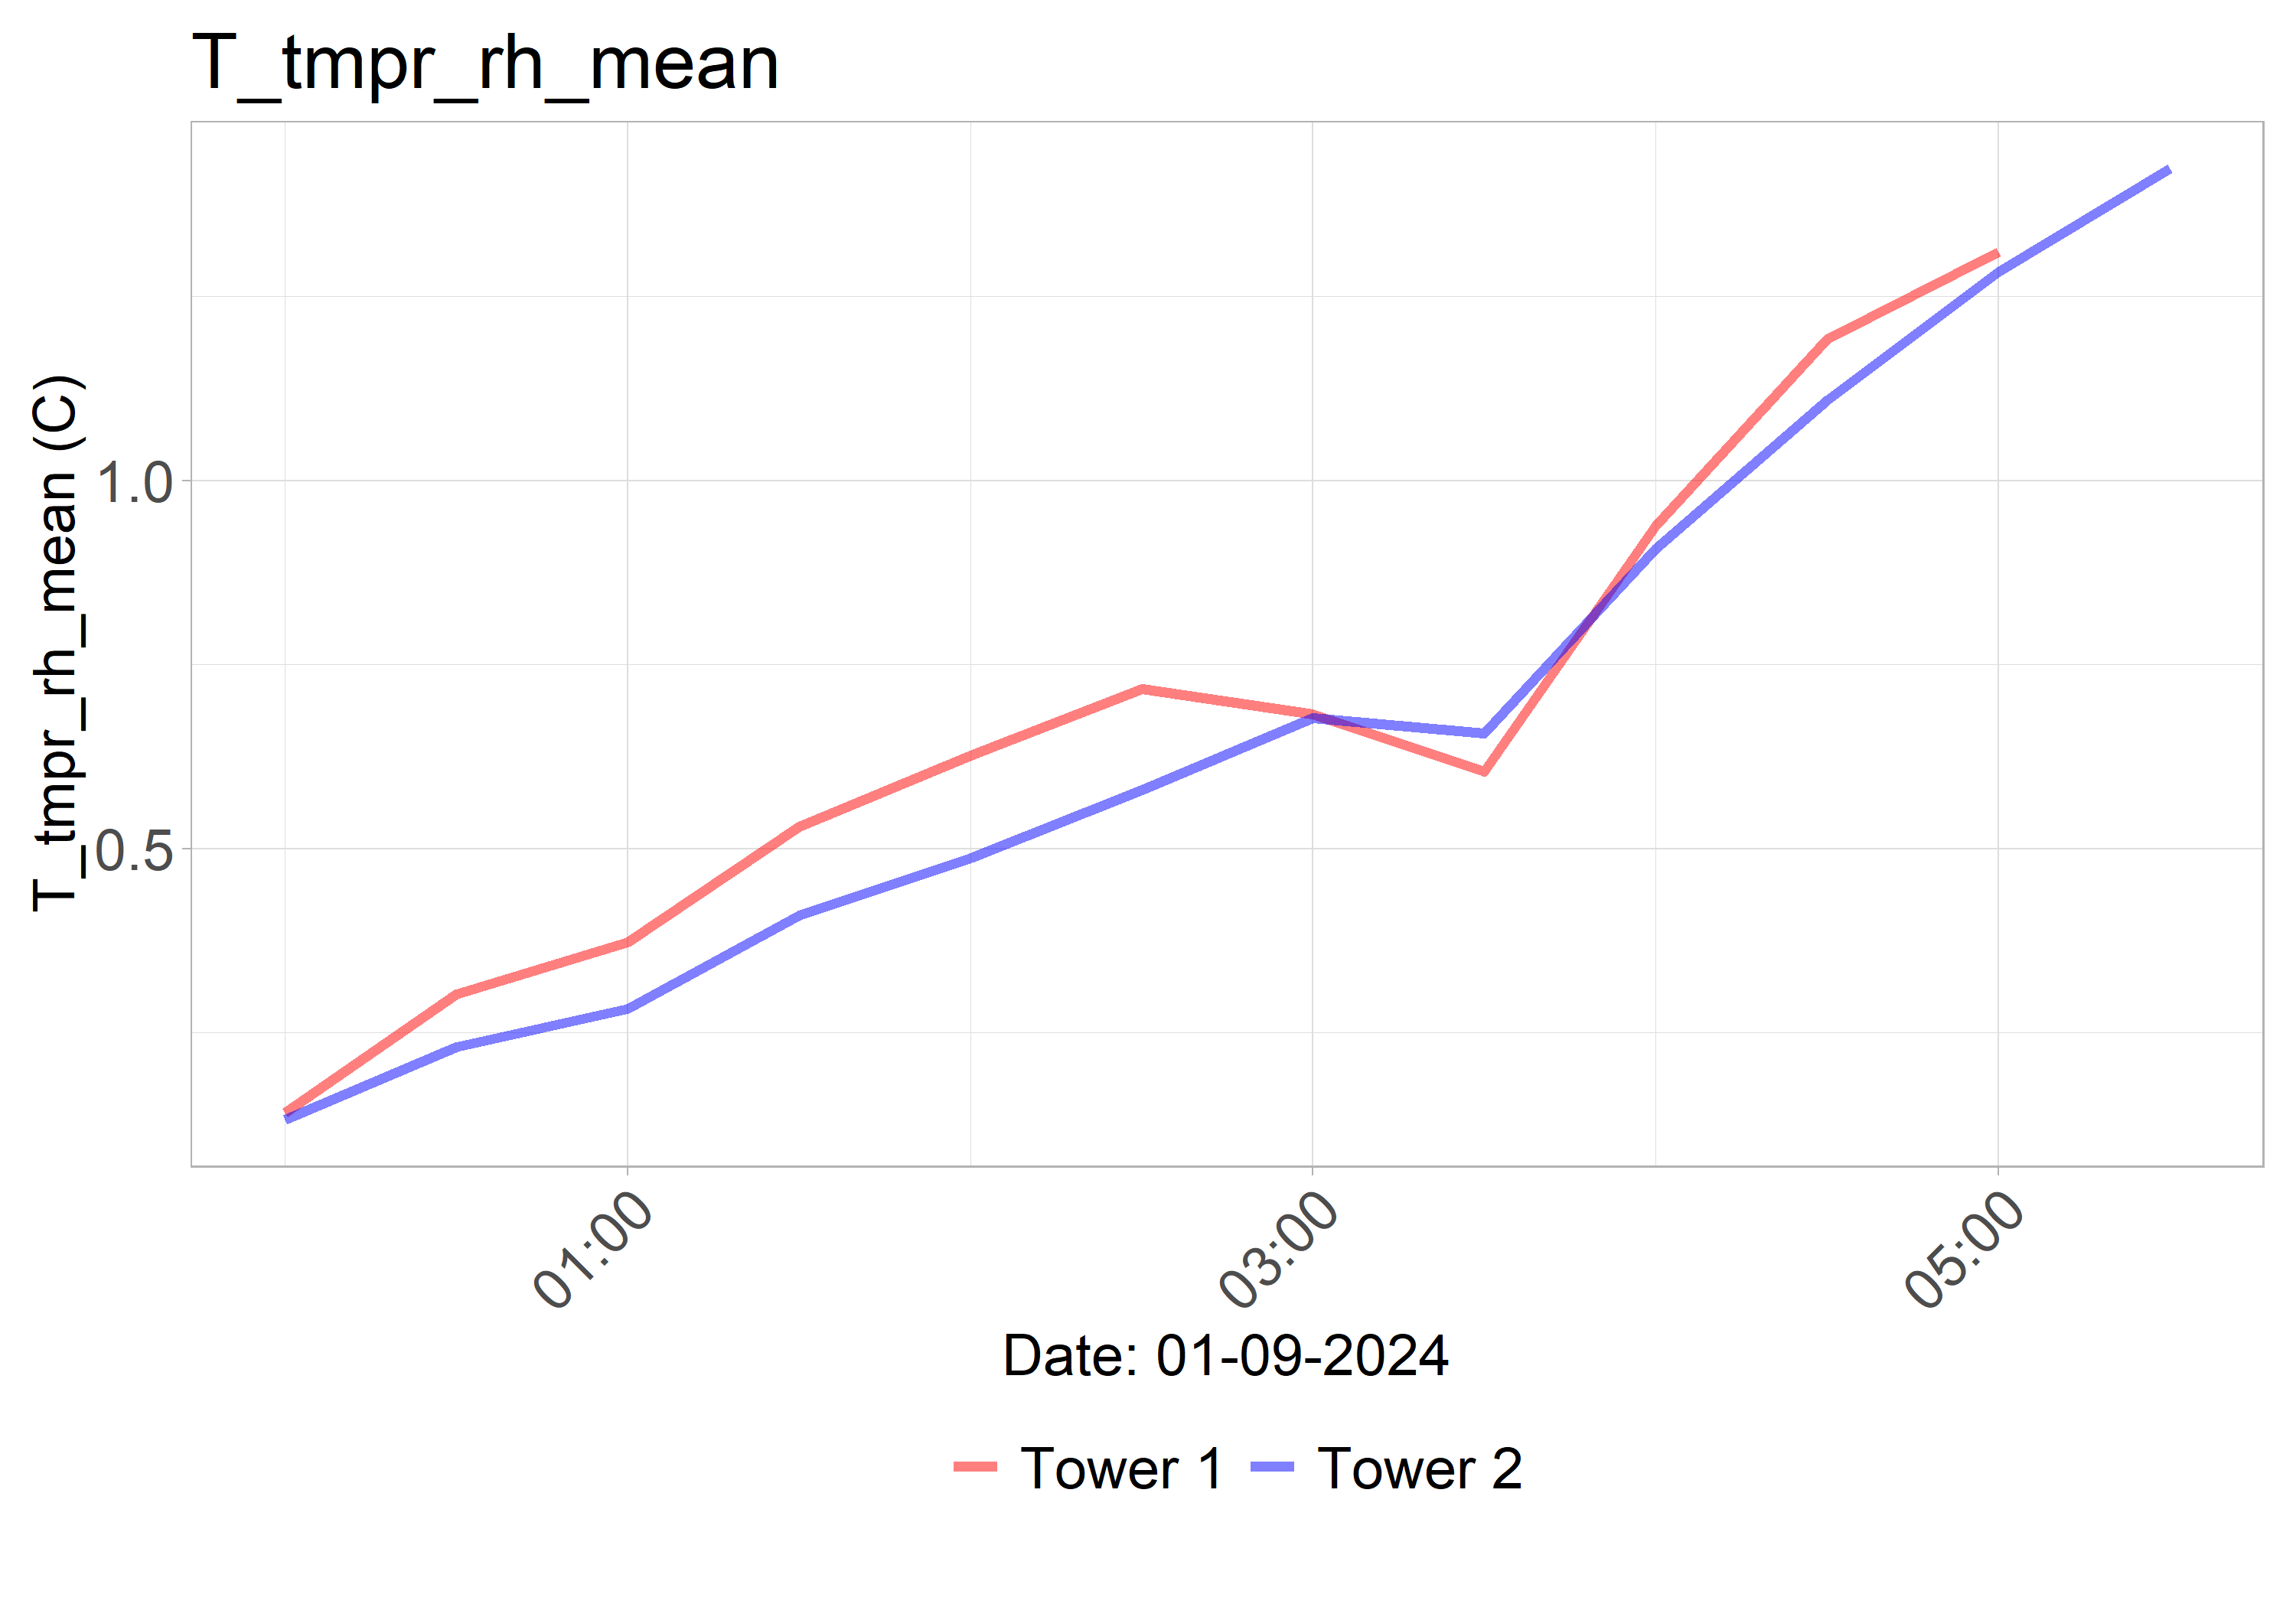 T_tmpr_rh_mean
T_tmpr_rh_mean (C)
1.0
0.5
01:00
03:00
05:00
Date: 01-09-2024
Tower 1
Tower 2